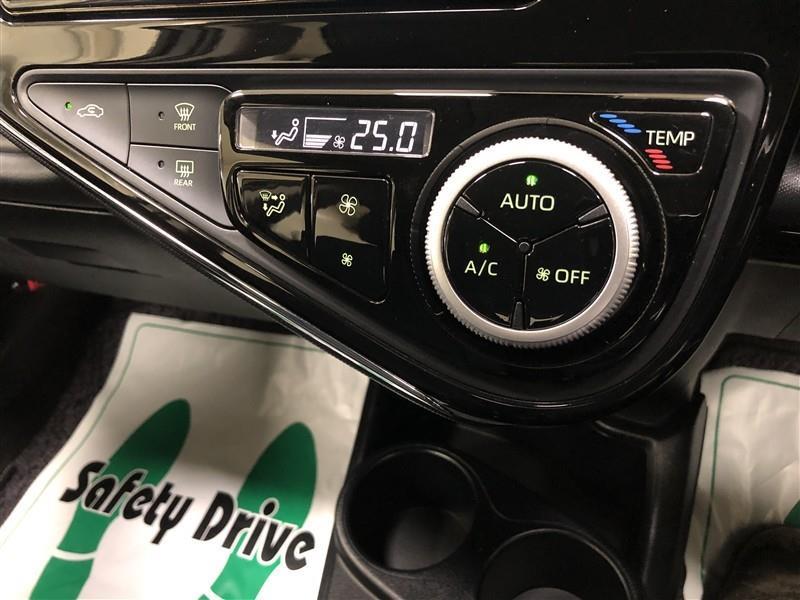 FRONT
25.0
TEMP
REAR
AUTO
A/C
OFF
Safety Drive